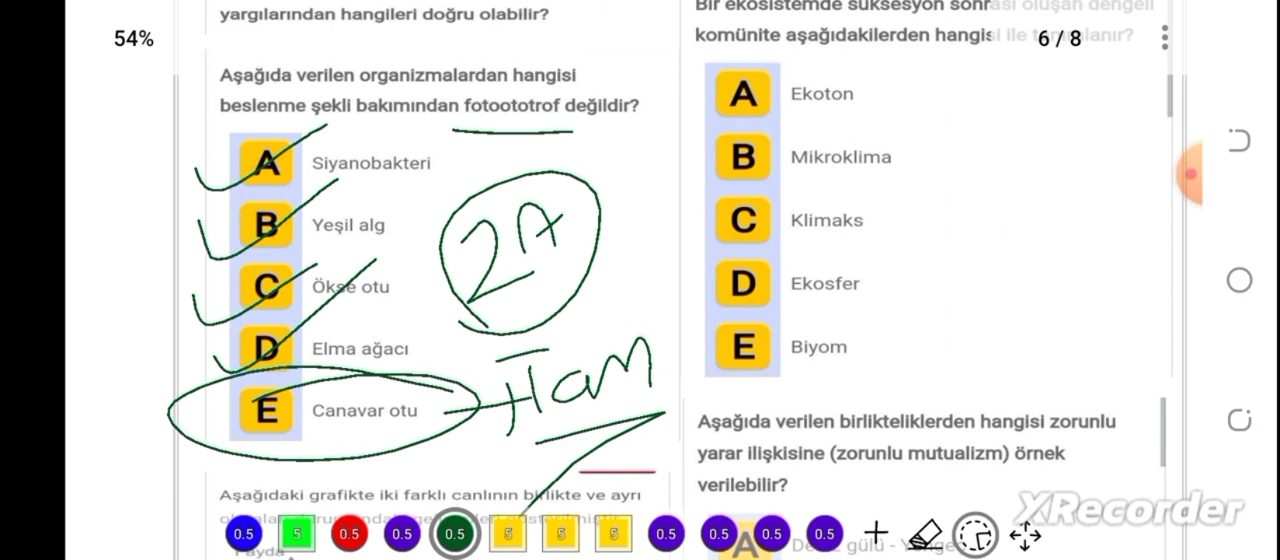 54%
yargılarından hangileri doğru olabilir?
Aşağıda verilen organizmalardan hangisi
beslenme şekli bakımından fotoototrof değildir?
A Siyanobakteri
B Yeşil alg
C Ökse otu
D Elma ağacı
E Canavar otu
2A
Tam
Aşağıdaki grafikte iki farklı canlının birlikte ve ayrı
Bir ekosistemde süksesyon sonrası oluşan dengeli
komünite aşağıdakilerden hangisi ile tanımlanır?
6 / 8
A Ekoton
B Mikroklima
C Klimaks
D Ekosfer
E Biyom
Aşağıda verilen birlikteliklerden hangisi zorunlu
yarar ilişkisine (zorunlu mutualizm) örnek
verilebilir?
A Deniz gülü - Yengeç
XRecorder
0.5 5 0.5 0.5 0.5 5 5 5 0.5 0.5 0.5 0.5